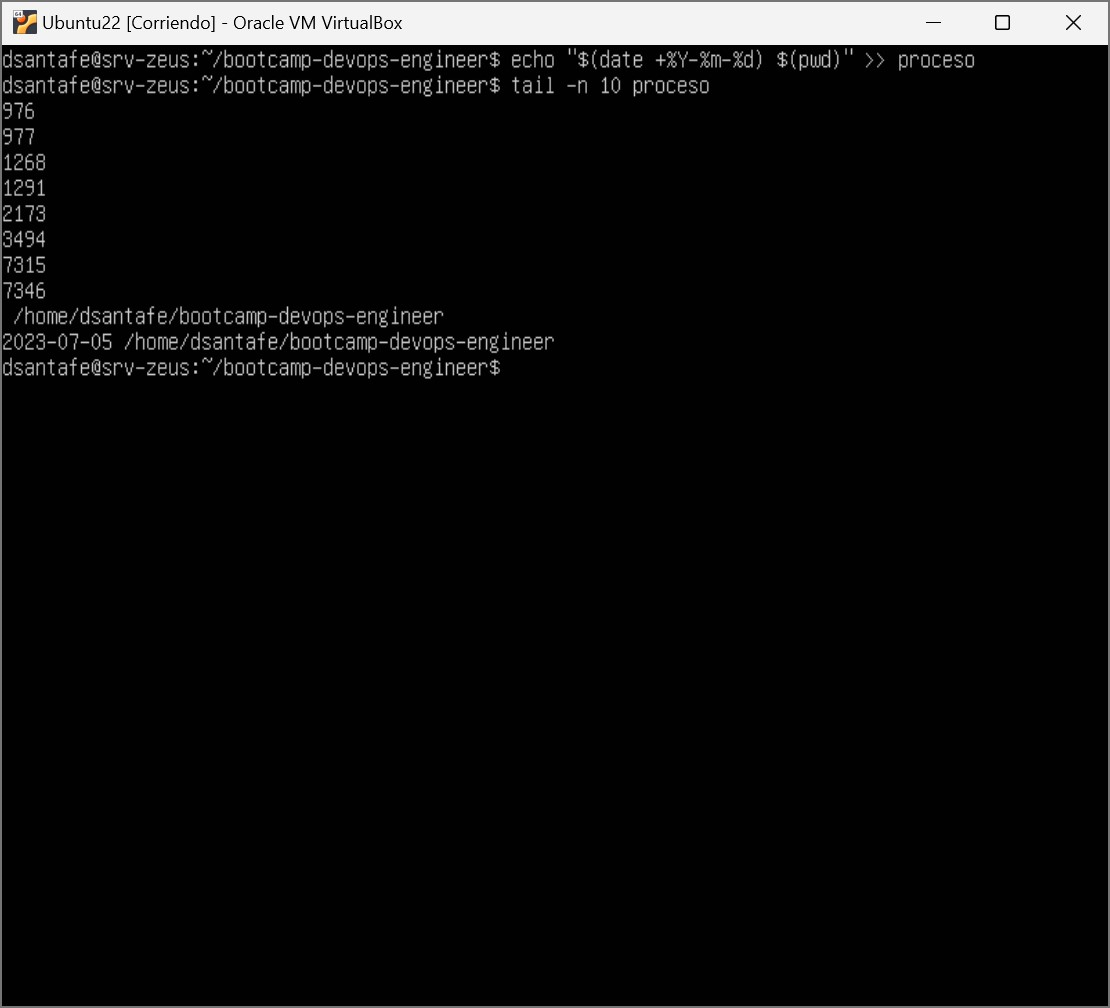 Ubuntu22 [Corriendo] - Oracle VM VirtualBox
dsantafe@srv-zeus:~/bootcamp-devops-engineer$ echo "$(date +%Y-%m-%d) $(pwd)" >> proceso
dsantafe@srv-zeus:~/bootcamp-devops-engineer$ tail -n 10 proceso
976
977
1268
1291
2173
3494
7315
7346
 /home/dsantafe/bootcamp-devops-engineer
2023-07-05 /home/dsantafe/bootcamp-devops-engineer
dsantafe@srv-zeus:~/bootcamp-devops-engineer$